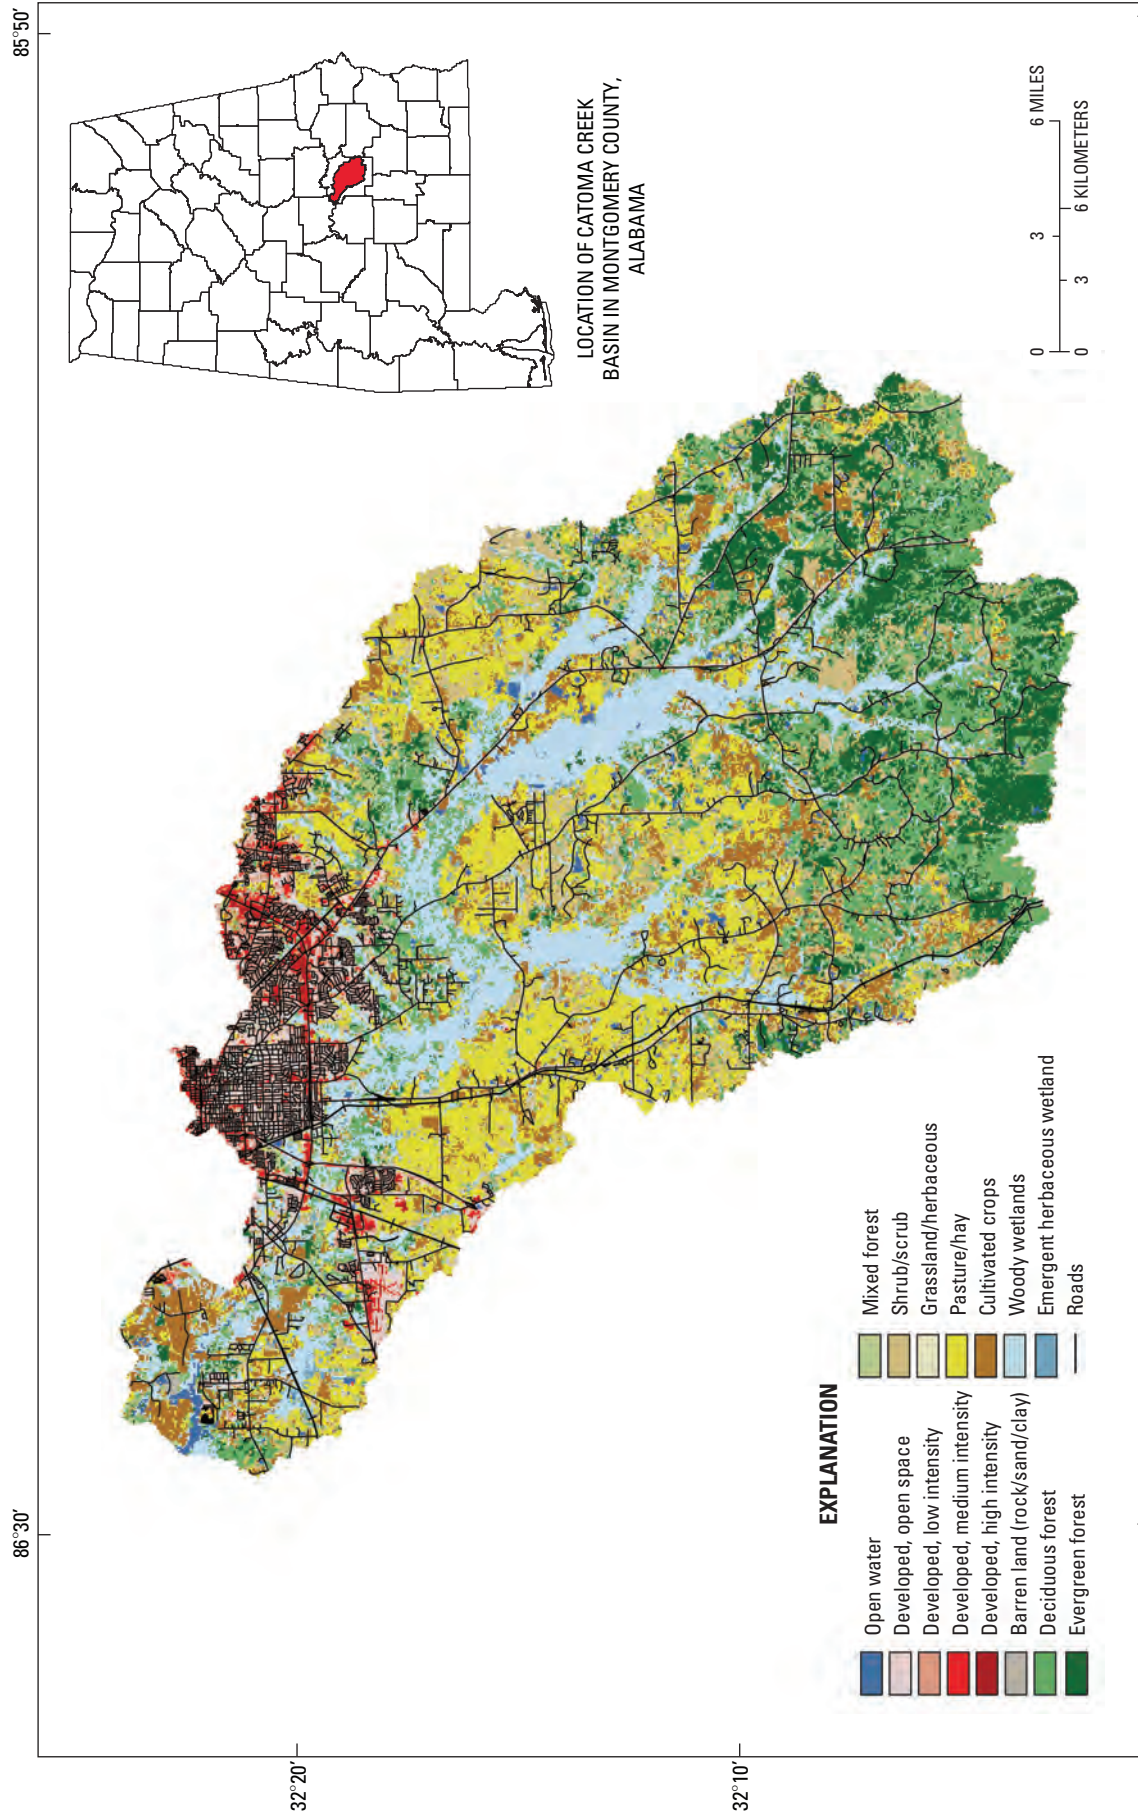 86°30′
85°50′
32°20′
32°10′
LOCATION OF CATOMA CREEK
BASIN IN MONTGOMERY COUNTY,
ALABAMA
0 3 6 MILES
0 3 6 KILOMETERS
EXPLANATION
Open water
Developed, open space
Developed, low intensity
Developed, medium intensity
Developed, high intensity
Barren land (rock/sand/clay)
Deciduous forest
Evergreen forest
Mixed forest
Shrub/scrub
Grassland/herbaceous
Pasture/hay
Cultivated crops
Woody wetlands
Emergent herbaceous wetland
Roads